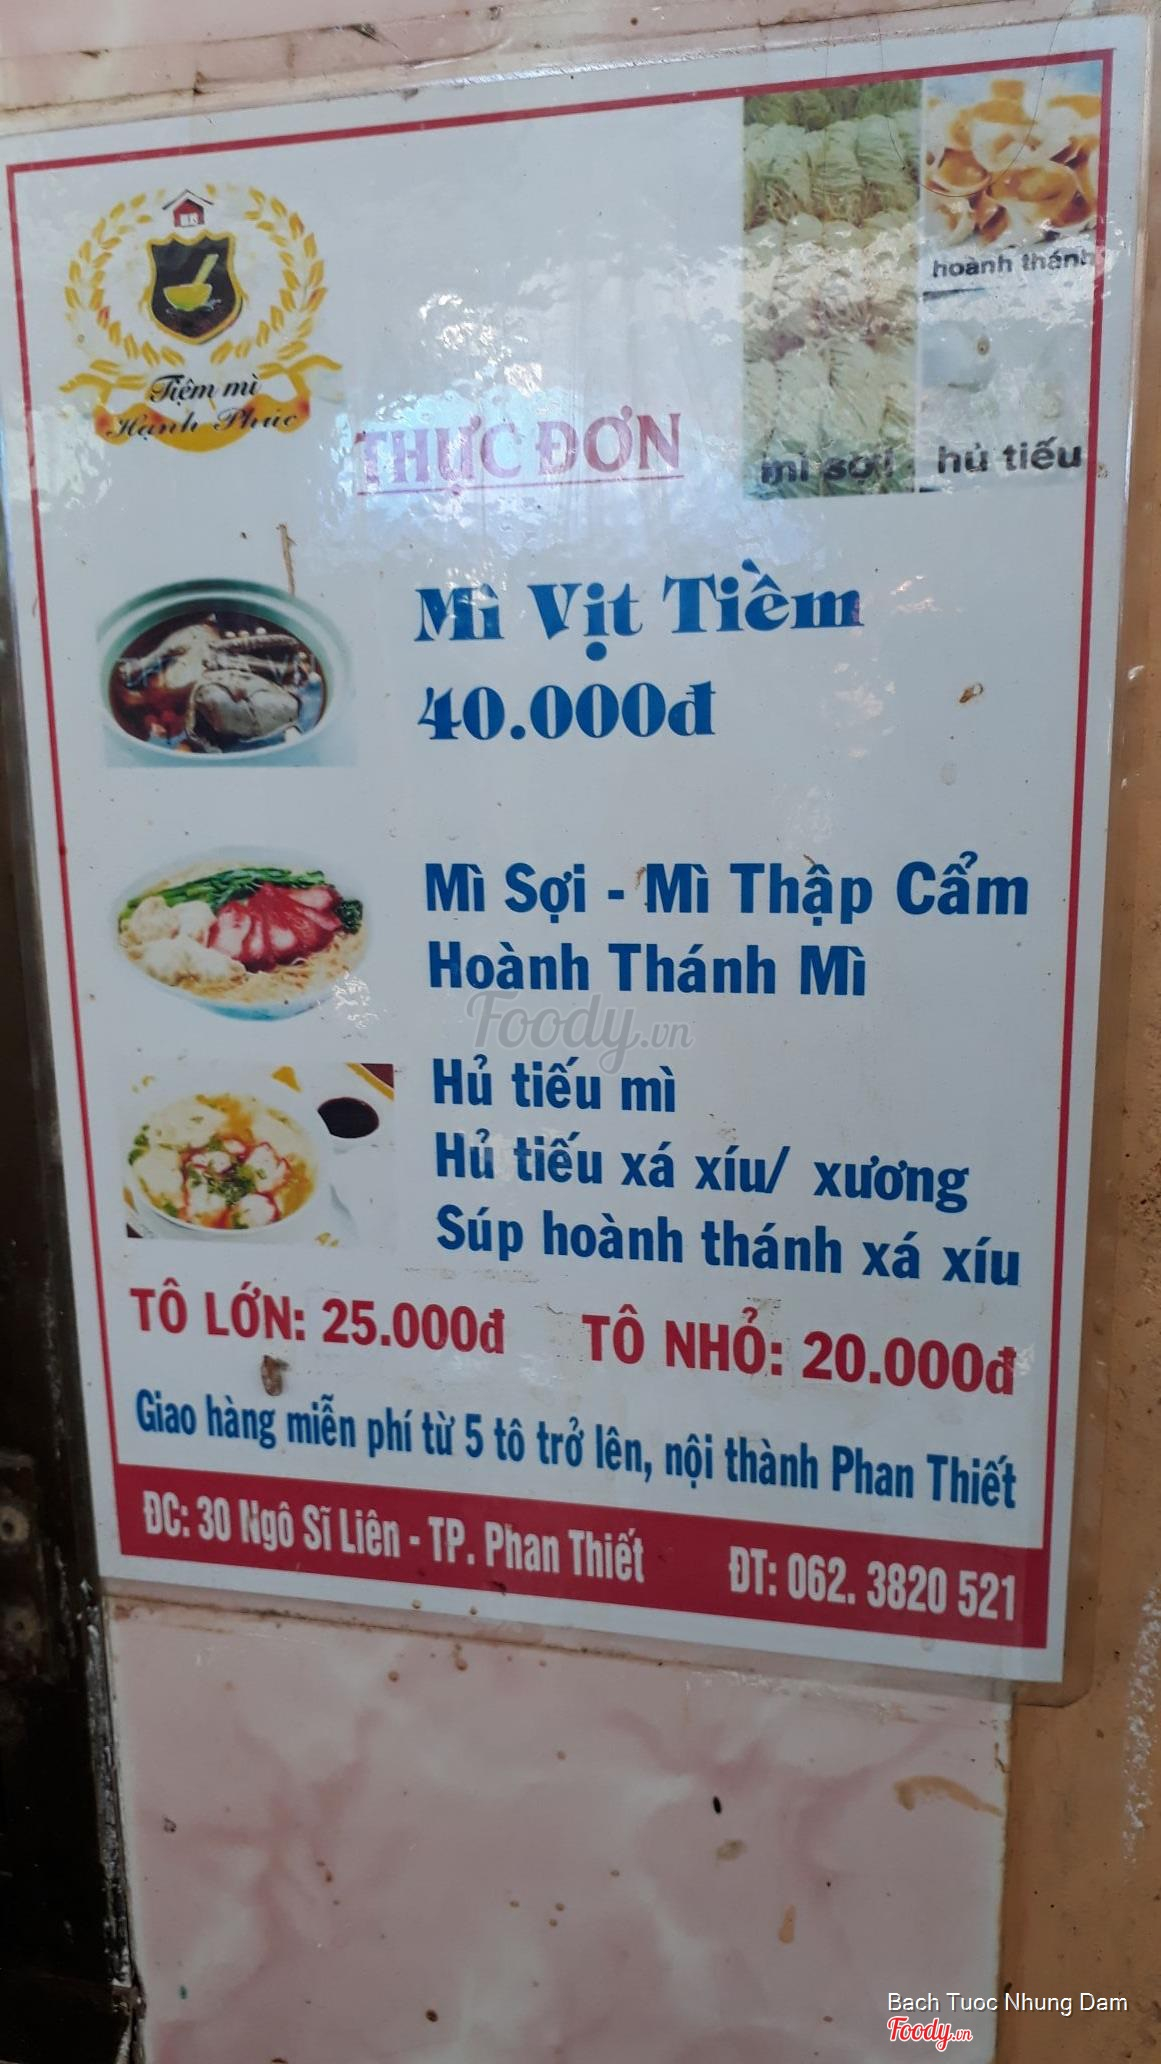 Tiệm mì
Hạnh Phúc
hoành thánh
mì sợi
hủ tiếu
THỰC ĐƠN
Mì Vịt Tiềm
40.000đ
Mì Sợi - Mì Thập Cẩm
Hoành Thánh Mì
Foody.vn
Hủ tiếu mì
Hủ tiếu xá xíu/ xương
Súp hoành thánh xá xíu
TÔ LỚN: 25.000đ TÔ NHỎ: 20.000đ
Giao hàng miễn phí từ 5 tô trở lên, nội thành Phan Thiết
ĐC: 30 Ngô Sĩ Liên - TP. Phan Thiết ĐT: 062. 3820 521
Bach Tuoc Nhung Dam
Foody.vn